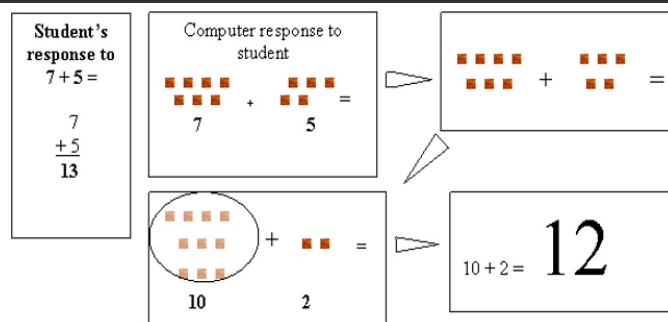 Student's
response to
7 + 5 =
7
+ 5
13
Computer response to
student
+ =
7 5
+ =
+ =
10 2
10 + 2 = 12